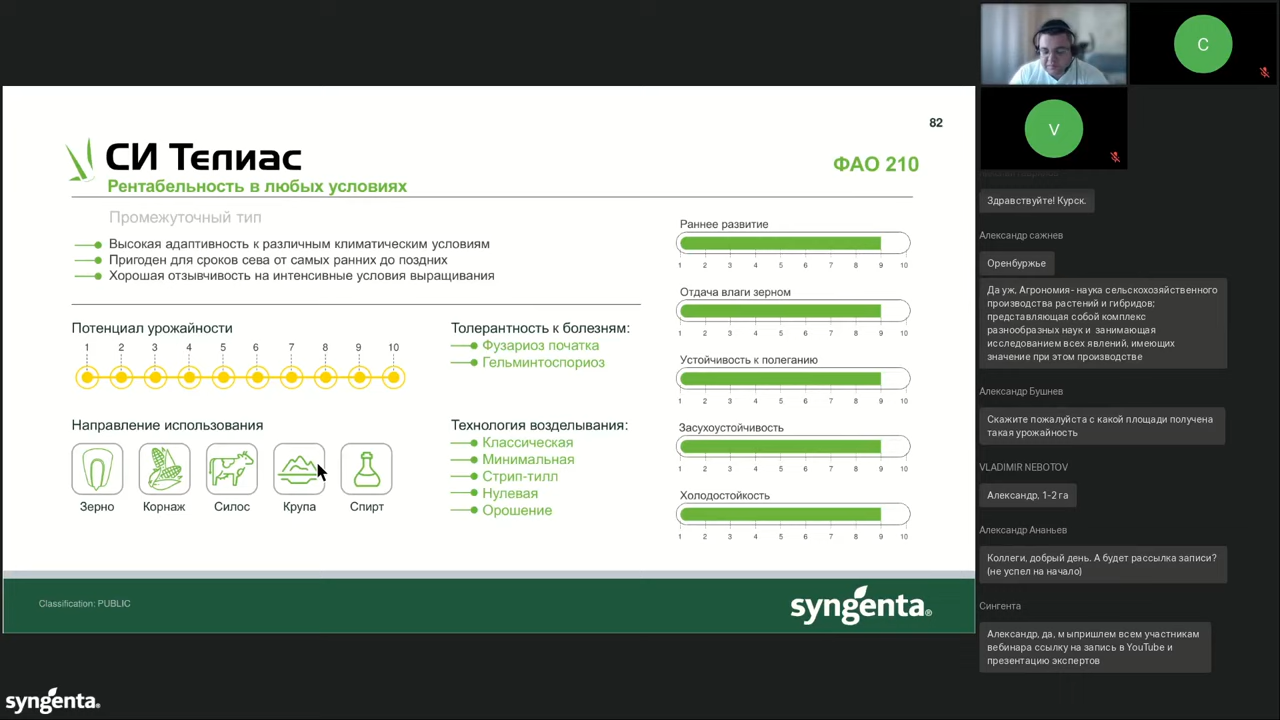 82
СИ Телиас
ФАО 210
Рентабельность в любых условиях
Промежуточный тип
Высокая адаптивность к различным климатическим условиям
Пригоден для сроков сева от самых ранних до поздних
Хорошая отзывчивость на интенсивные условия выращивания
Потенциал урожайности
1 2 3 4 5 6 7 8 9 10
Направление использования
Зерно Корнаж Силос Крупа Спирт
Толерантность к болезням:
Фузариоз початка
Гельминтоспориоз
Технология возделывания:
Классическая
Минимальная
Стрип-тилл
Нулевая
Орошение
Раннее развитие
1 2 3 4 5 6 7 8 9 10
Отдача влаги зерном
1 2 3 4 5 6 7 8 9 10
Устойчивость к полеганию
1 2 3 4 5 6 7 8 9 10
Засухоустойчивость
1 2 3 4 5 6 7 8 9 10
Холодостойкость
1 2 3 4 5 6 7 8 9 10
Classification: PUBLIC
syngenta®
syngenta®
C
V
Здравствуйте! Курск.
Александр сажнев
Оренбуржье
Да уж, Агрономия- наука сельскохозяйственного
производства растений и гибридов;
представляющая собой комплекс
разнообразных наук и занимающая
исследованием всех явлений, имеющих
значение при этом производстве
Александр Бушнев
Скажите пожалуйста с какой площади получена
такая урожайность
VLADIMIR NEBOTOV
Александр, 1-2 га
Александр Ананьев
Коллеги, добрый день. А будет рассылка записи?
(не успел на начало)
Сингента
Александр, да, м ыпришлем всем участникам
вебинара ссылку на запись в YouTube и
презентацию экспертов